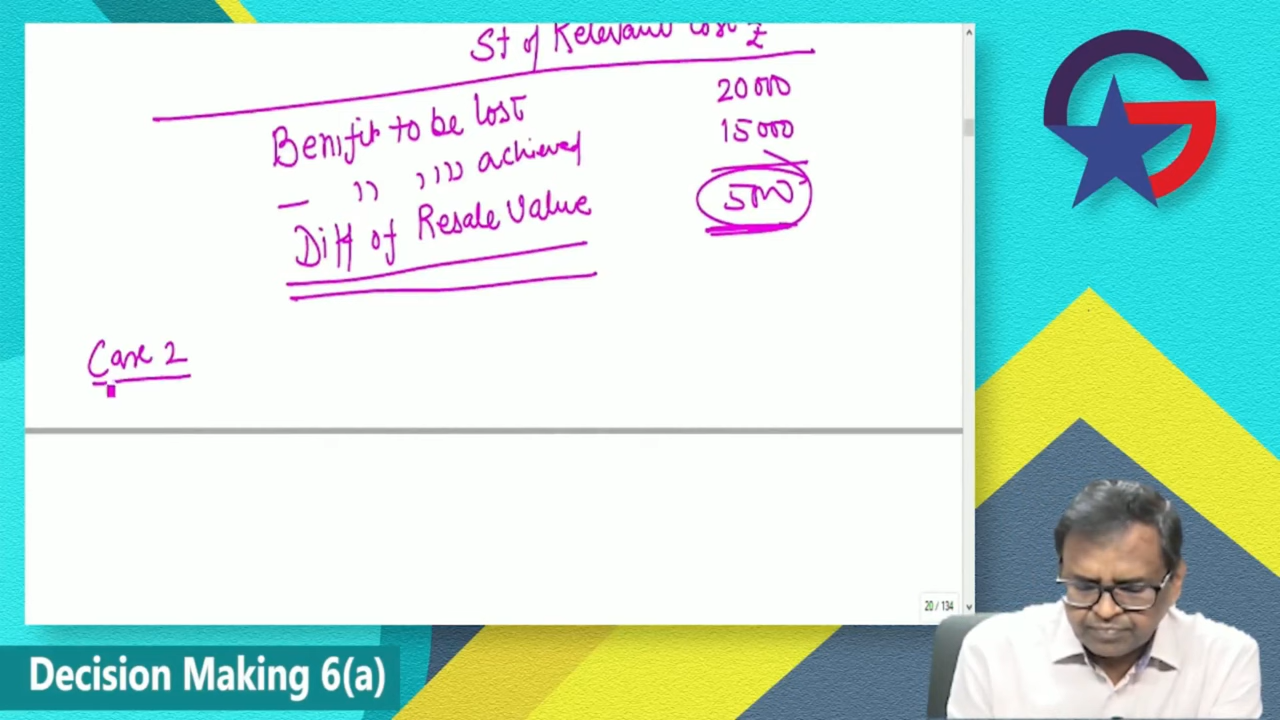 St of Relevant Cost £
Benifit to be lost 20000
— ,, ,, ,, achieved 15000
Diff of Resale Value 5000
Case 2
20 / 134
Decision Making 6(a)